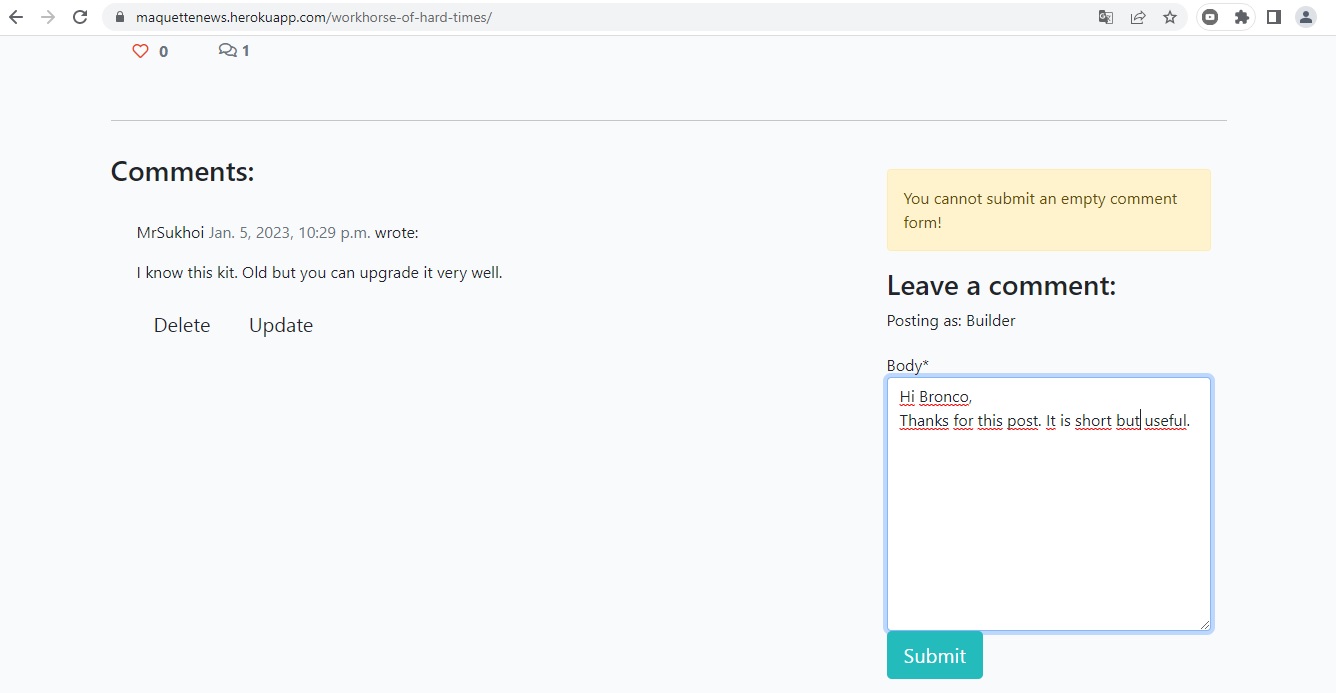 maquettenews.herokuapp.com/workhorse-of-hard-times/
0 1
Comments:
MrSukhoi Jan. 5, 2023, 10:29 p.m. wrote:
I know this kit. Old but you can upgrade it very well.
Delete Update
You cannot submit an empty comment
form!
Leave a comment:
Posting as: Builder
Body*
Hi Bronco,
Thanks for this post. It is short but useful.
Submit